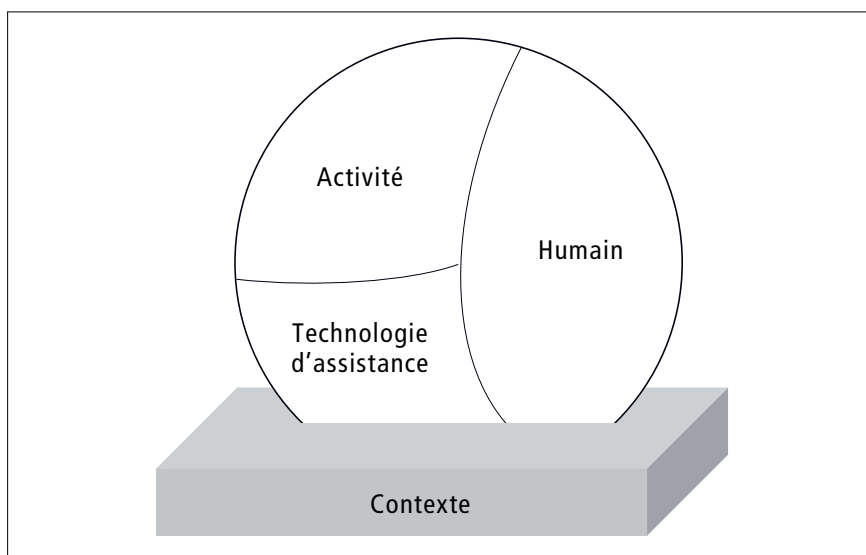 Activité
Humain
Technologie
d’assistance
Contexte